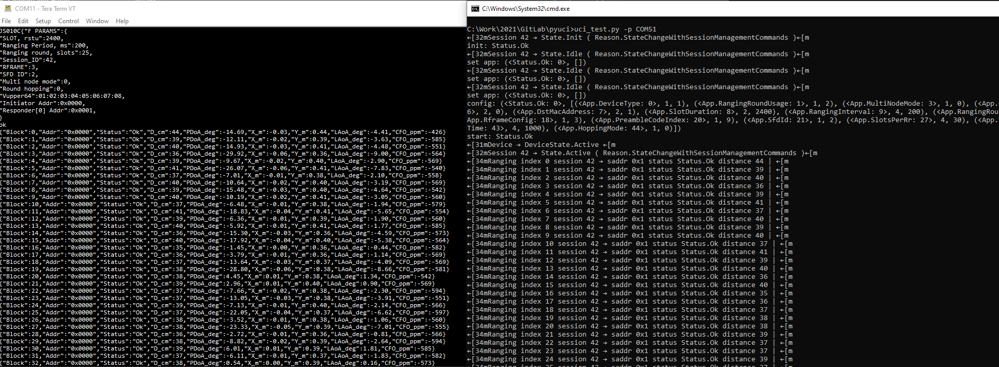 COM11 - Tera Term VT
File Edit Setup Control Window Help
JS010C{"F PARAMS":{
"SLOT, rstu":2400,
"Ranging Period, ms":200,
"Ranging round, slots":25,
"Session_ID":42,
"RFRAME":3,
"SFD ID":2,
"Multi node mode":0,
"Round hopping":0,
"Vupper64":01:02:03:04:05:06:07:08,
"Initiator Addr":0x0000,
"Responder[0] Addr":0x0001,
}
ok
{"Block":0,"Addr":"0x0000","Status":"Ok","D_cm":44,"PDoA_deg":-14.69,"X_m":-0.03,"Y_m":0.44,"LAoA_deg":-4.41,"CFO_ppm":-426}
{"Block":1,"Addr":"0x0000","Status":"Ok","D_cm":39,"PDoA_deg":-12.11,"X_m":-0.02,"Y_m":0.39,"LAoA_deg":-3.63,"CFO_ppm":-585}
{"Block":2,"Addr":"0x0000","Status":"Ok","D_cm":40,"PDoA_deg":-14.93,"X_m":-0.03,"Y_m":0.41,"LAoA_deg":-4.48,"CFO_ppm":-551}
{"Block":3,"Addr":"0x0000","Status":"Ok","D_cm":36,"PDoA_deg":-29.92,"X_m":-0.06,"Y_m":0.36,"LAoA_deg":-9.00,"CFO_ppm":-564}
{"Block":4,"Addr":"0x0000","Status":"Ok","D_cm":39,"PDoA_deg":-9.67,"X_m":-0.02,"Y_m":0.40,"LAoA_deg":-2.90,"CFO_ppm":-569}
{"Block":5,"Addr":"0x0000","Status":"Ok","D_cm":41,"PDoA_deg":-26.07,"X_m":-0.06,"Y_m":0.41,"LAoA_deg":-7.83,"CFO_ppm":-540}
{"Block":6,"Addr":"0x0000","Status":"Ok","D_cm":37,"PDoA_deg":-7.01,"X_m":-0.01,"Y_m":0.38,"LAoA_deg":-2.10,"CFO_ppm":-558}
{"Block":7,"Addr":"0x0000","Status":"Ok","D_cm":40,"PDoA_deg":-10.64,"X_m":-0.02,"Y_m":0.40,"LAoA_deg":-3.19,"CFO_ppm":-569}
{"Block":8,"Addr":"0x0000","Status":"Ok","D_cm":39,"PDoA_deg":-15.48,"X_m":-0.03,"Y_m":0.40,"LAoA_deg":-4.64,"CFO_ppm":-542}
{"Block":9,"Addr":"0x0000","Status":"Ok","D_cm":40,"PDoA_deg":-10.19,"X_m":-0.02,"Y_m":0.41,"LAoA_deg":-3.05,"CFO_ppm":-560}
{"Block":10,"Addr":"0x0000","Status":"Ok","D_cm":37,"PDoA_deg":-6.48,"X_m":-0.01,"Y_m":0.38,"LAoA_deg":-1.94,"CFO_ppm":-579}
{"Block":11,"Addr":"0x0000","Status":"Ok","D_cm":41,"PDoA_deg":-18.83,"X_m":-0.04,"Y_m":0.41,"LAoA_deg":-5.65,"CFO_ppm":-554}
{"Block":12,"Addr":"0x0000","Status":"Ok","D_cm":39,"PDoA_deg":-6.36,"X_m":-0.01,"Y_m":0.39,"LAoA_deg":-1.90,"CFO_ppm":-560}
{"Block":13,"Addr":"0x0000","Status":"Ok","D_cm":40,"PDoA_deg":-5.92,"X_m":-0.01,"Y_m":0.41,"LAoA_deg":-1.77,"CFO_ppm":-585}
{"Block":14,"Addr":"0x0000","Status":"Ok","D_cm":36,"PDoA_deg":-15.30,"X_m":-0.03,"Y_m":0.36,"LAoA_deg":-4.59,"CFO_ppm":-573}
{"Block":15,"Addr":"0x0000","Status":"Ok","D_cm":40,"PDoA_deg":-17.92,"X_m":-0.04,"Y_m":0.40,"LAoA_deg":-5.38,"CFO_ppm":-564}
{"Block":16,"Addr":"0x0000","Status":"Ok","D_cm":35,"PDoA_deg":-1.45,"X_m":-0.00,"Y_m":0.36,"LAoA_deg":-0.44,"CFO_ppm":-582}
{"Block":17,"Addr":"0x0000","Status":"Ok","D_cm":36,"PDoA_deg":-3.79,"X_m":-0.01,"Y_m":0.36,"LAoA_deg":-1.14,"CFO_ppm":-569}
{"Block":18,"Addr":"0x0000","Status":"Ok","D_cm":37,"PDoA_deg":-13.64,"X_m":-0.03,"Y_m":0.37,"LAoA_deg":-4.09,"CFO_ppm":-569}
{"Block":19,"Addr":"0x0000","Status":"Ok","D_cm":38,"PDoA_deg":-28.80,"X_m":-0.06,"Y_m":0.38,"LAoA_deg":-8.66,"CFO_ppm":-581}
{"Block":20,"Addr":"0x0000","Status":"Ok","D_cm":38,"PDoA_deg":4.45,"X_m":0.01,"Y_m":0.38,"LAoA_deg":1.34,"CFO_ppm":-542}
{"Block":21,"Addr":"0x0000","Status":"Ok","D_cm":39,"PDoA_deg":2.96,"X_m":0.01,"Y_m":0.40,"LAoA_deg":0.90,"CFO_ppm":-569}
{"Block":22,"Addr":"0x0000","Status":"Ok","D_cm":37,"PDoA_deg":-7.66,"X_m":-0.02,"Y_m":0.38,"LAoA_deg":-2.30,"CFO_ppm":-594}
{"Block":23,"Addr":"0x0000","Status":"Ok","D_cm":37,"PDoA_deg":-13.05,"X_m":-0.03,"Y_m":0.38,"LAoA_deg":-3.91,"CFO_ppm":-551}
{"Block":24,"Addr":"0x0000","Status":"Ok","D_cm":39,"PDoA_deg":-7.13,"X_m":-0.01,"Y_m":0.40,"LAoA_deg":-2.14,"CFO_ppm":-566}
{"Block":25,"Addr":"0x0000","Status":"Ok","D_cm":37,"PDoA_deg":-22.05,"X_m":-0.04,"Y_m":0.37,"LAoA_deg":-6.62,"CFO_ppm":-597}
{"Block":26,"Addr":"0x0000","Status":"Ok","D_cm":38,"PDoA_deg":-3.52,"X_m":-0.01,"Y_m":0.38,"LAoA_deg":-1.06,"CFO_ppm":-560}
{"Block":27,"Addr":"0x0000","Status":"Ok","D_cm":38,"PDoA_deg":-23.33,"X_m":-0.05,"Y_m":0.39,"LAoA_deg":-7.01,"CFO_ppm":-555}
{"Block":28,"Addr":"0x0000","Status":"Ok","D_cm":36,"PDoA_deg":-2.72,"X_m":-0.01,"Y_m":0.36,"LAoA_deg":-0.81,"CFO_ppm":-566}
{"Block":29,"Addr":"0x0000","Status":"Ok","D_cm":38,"PDoA_deg":-8.82,"X_m":-0.02,"Y_m":0.39,"LAoA_deg":-2.64,"CFO_ppm":-594}
{"Block":30,"Addr":"0x0000","Status":"Ok","D_cm":39,"PDoA_deg":6.01,"X_m":0.01,"Y_m":0.39,"LAoA_deg":1.81,"CFO_ppm":-585}
{"Block":31,"Addr":"0x0000","Status":"Ok","D_cm":37,"PDoA_deg":-6.11,"X_m":-0.01,"Y_m":0.37,"LAoA_deg":-1.83,"CFO_ppm":-582}
{"Block":32,"Addr":"0x0000","Status":"Ok","D_cm":38,"PDoA_deg":0.54,"X_m":0.00,"Y_m":0.39,"LAoA_deg":0.16,"CFO_ppm":-573}
C:\Windows\System32\cmd.exe
C:\Work\2021\GitLab\pyuci>uci_test.py -p COM51
←[32mSession 42 → State.Init ( Reason.StateChangeWithSessionManagementCommands )←[m
init: Status.Ok
←[32mSession 42 → State.Idle ( Reason.StateChangeWithSessionManagementCommands )←[m
set app: (<Status.Ok: 0>, [])
←[32mSession 42 → State.Idle ( Reason.StateChangeWithSessionManagementCommands )←[m
set app: (<Status.Ok: 0>, [])
←[32mSession 42 → State.Idle ( Reason.StateChangeWithSessionManagementCommands )←[m
set app: (<Status.Ok: 0>, [])
config: (<Status.Ok: 0>, [(<App.DeviceType: 0>, 1, 1), (<App.RangingRoundUsage: 1>, 1, 2), (<App.MultiNodeMode: 3>, 1, 0), (<App.
6>, 2, 0), (<App.DstMacAddress: 7>, 2, 1), (<App.SlotDuration: 8>, 2, 2400), (<App.RangingInterval: 9>, 4, 200), (<App.RangingRou
App.RframeConfig: 18>, 1, 3), (<App.PreambleCodeIndex: 20>, 1, 9), (<App.SfdId: 21>, 1, 2), (<App.SlotsPerRr: 27>, 4, 30), (<App.
Time: 43>, 4, 1000), (<App.HoppingMode: 44>, 1, 0)])
start: Status.Ok
←[31mDevice → DeviceState.Active ←[m
←[32mSession 42 → State.Active ( Reason.StateChangeWithSessionManagementCommands )←[m
←[34mRanging index 0 session 42 → saddr 0x1 status Status.Ok distance 44 | ←[m
←[34mRanging index 1 session 42 → saddr 0x1 status Status.Ok distance 39 | ←[m
←[34mRanging index 2 session 42 → saddr 0x1 status Status.Ok distance 40 | ←[m
←[34mRanging index 3 session 42 → saddr 0x1 status Status.Ok distance 36 | ←[m
←[34mRanging index 4 session 42 → saddr 0x1 status Status.Ok distance 39 | ←[m
←[34mRanging index 5 session 42 → saddr 0x1 status Status.Ok distance 41 | ←[m
←[34mRanging index 6 session 42 → saddr 0x1 status Status.Ok distance 37 | ←[m
←[34mRanging index 7 session 42 → saddr 0x1 status Status.Ok distance 40 | ←[m
←[34mRanging index 8 session 42 → saddr 0x1 status Status.Ok distance 39 | ←[m
←[34mRanging index 9 session 42 → saddr 0x1 status Status.Ok distance 40 | ←[m
←[34mRanging index 10 session 42 → saddr 0x1 status Status.Ok distance 37 | ←[m
←[34mRanging index 11 session 42 → saddr 0x1 status Status.Ok distance 41 | ←[m
←[34mRanging index 12 session 42 → saddr 0x1 status Status.Ok distance 39 | ←[m
←[34mRanging index 13 session 42 → saddr 0x1 status Status.Ok distance 40 | ←[m
←[34mRanging index 14 session 42 → saddr 0x1 status Status.Ok distance 36 | ←[m
←[34mRanging index 15 session 42 → saddr 0x1 status Status.Ok distance 40 | ←[m
←[34mRanging index 16 session 42 → saddr 0x1 status Status.Ok distance 35 | ←[m
←[34mRanging index 17 session 42 → saddr 0x1 status Status.Ok distance 36 | ←[m
←[34mRanging index 18 session 42 → saddr 0x1 status Status.Ok distance 37 | ←[m
←[34mRanging index 19 session 42 → saddr 0x1 status Status.Ok distance 38 | ←[m
←[34mRanging index 20 session 42 → saddr 0x1 status Status.Ok distance 38 | ←[m
←[34mRanging index 21 session 42 → saddr 0x1 status Status.Ok distance 39 | ←[m
←[34mRanging index 22 session 42 → saddr 0x1 status Status.Ok distance 37 | ←[m
←[34mRanging index 23 session 42 → saddr 0x1 status Status.Ok distance 37 | ←[m
←[34mRanging index 24 session 42 → saddr 0x1 status Status.Ok distance 39 | ←[m